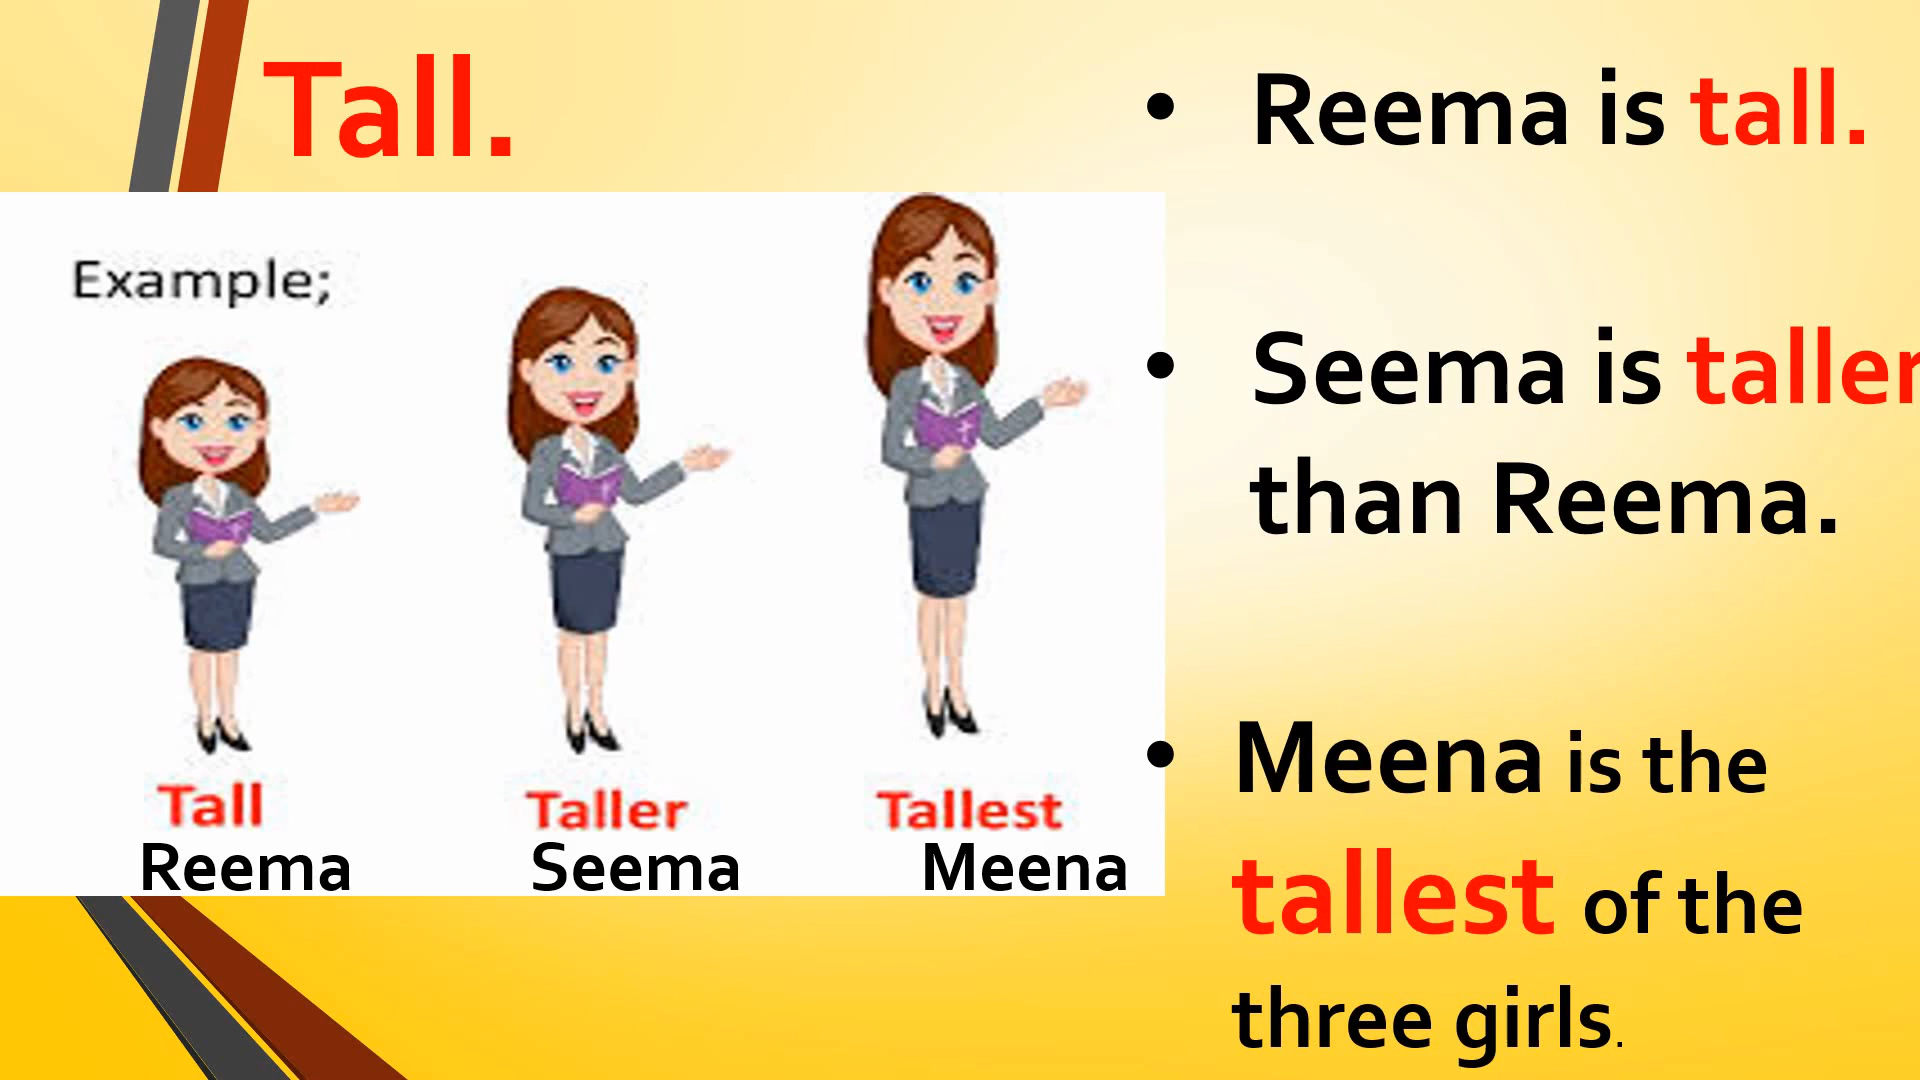 Tall.
Example;
Tall
Taller
Tallest
Reema
Seema
Meena
• Reema is tall.
• Seema is taller
than Reema.
• Meena is the
tallest of the
three girls.